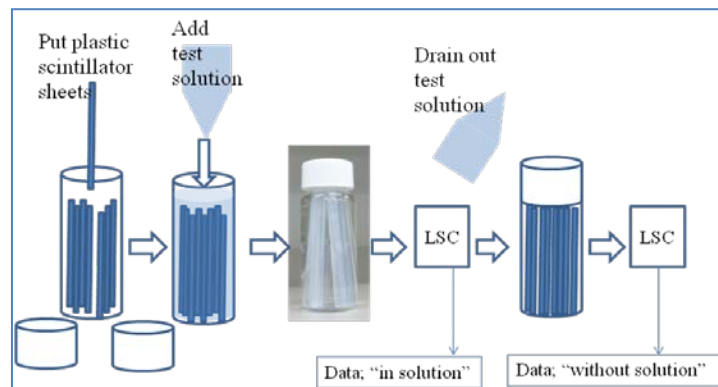 Put plastic
scintillator
sheets
Add
test
solution
Drain out
test
solution
LSC
LSC
Data; “in solution”
Data; “without solution”